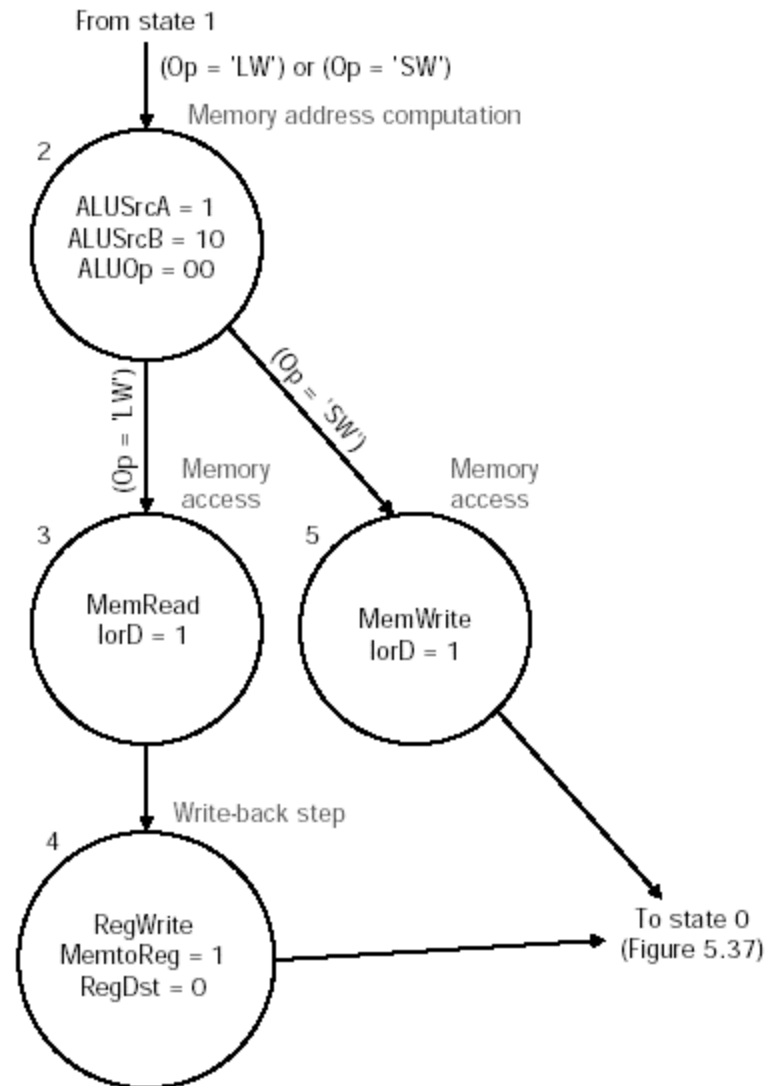 From state 1
(Op = 'LW') or (Op = 'SW')
Memory address computation
2
ALUSrcA = 1
ALUSrcB = 10
ALUOp = 00
(Op = 'LW')
(Op = 'SW')
Memory
access
Memory
access
3
5
MemRead
IorD = 1
MemWrite
IorD = 1
Write-back step
4
RegWrite
MemtoReg = 1
RegDst = 0
To state 0
(Figure 5.37)